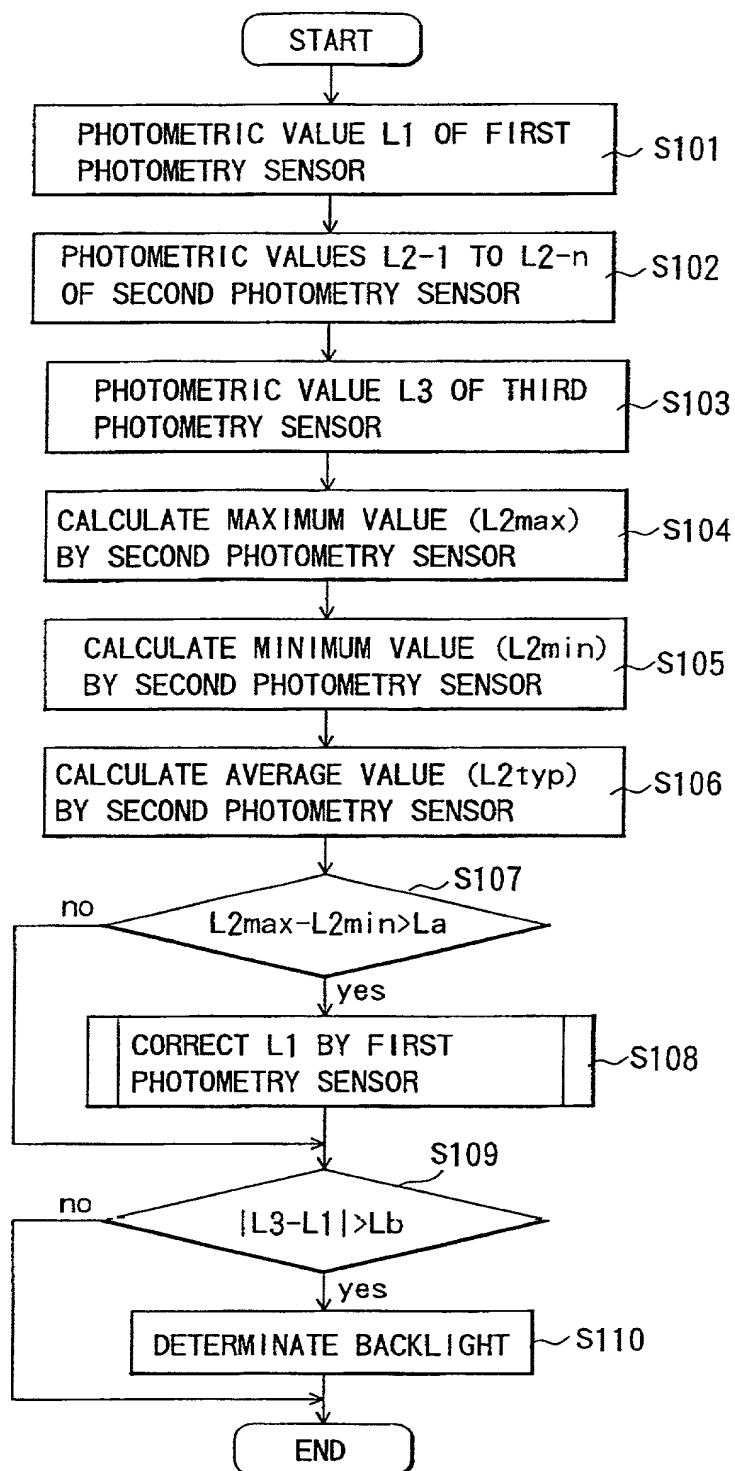 START
PHOTOMETRIC VALUE L1 OF FIRST
PHOTOMETRY SENSOR
S101
PHOTOMETRIC VALUES L2-1 TO L2-n
OF SECOND PHOTOMETRY SENSOR
S102
PHOTOMETRIC VALUE L3 OF THIRD
PHOTOMETRY SENSOR
S103
CALCULATE MAXIMUM VALUE (L2max)
BY SECOND PHOTOMETRY SENSOR
S104
CALCULATE MINIMUM VALUE (L2min)
BY SECOND PHOTOMETRY SENSOR
S105
CALCULATE AVERAGE VALUE (L2typ)
BY SECOND PHOTOMETRY SENSOR
S106
S107
no
L2max-L2min>La
yes
CORRECT L1 BY FIRST
PHOTOMETRY SENSOR
S108
S109
no
|L3-L1|>Lb
yes
DETERMINATE BACKLIGHT
S110
END